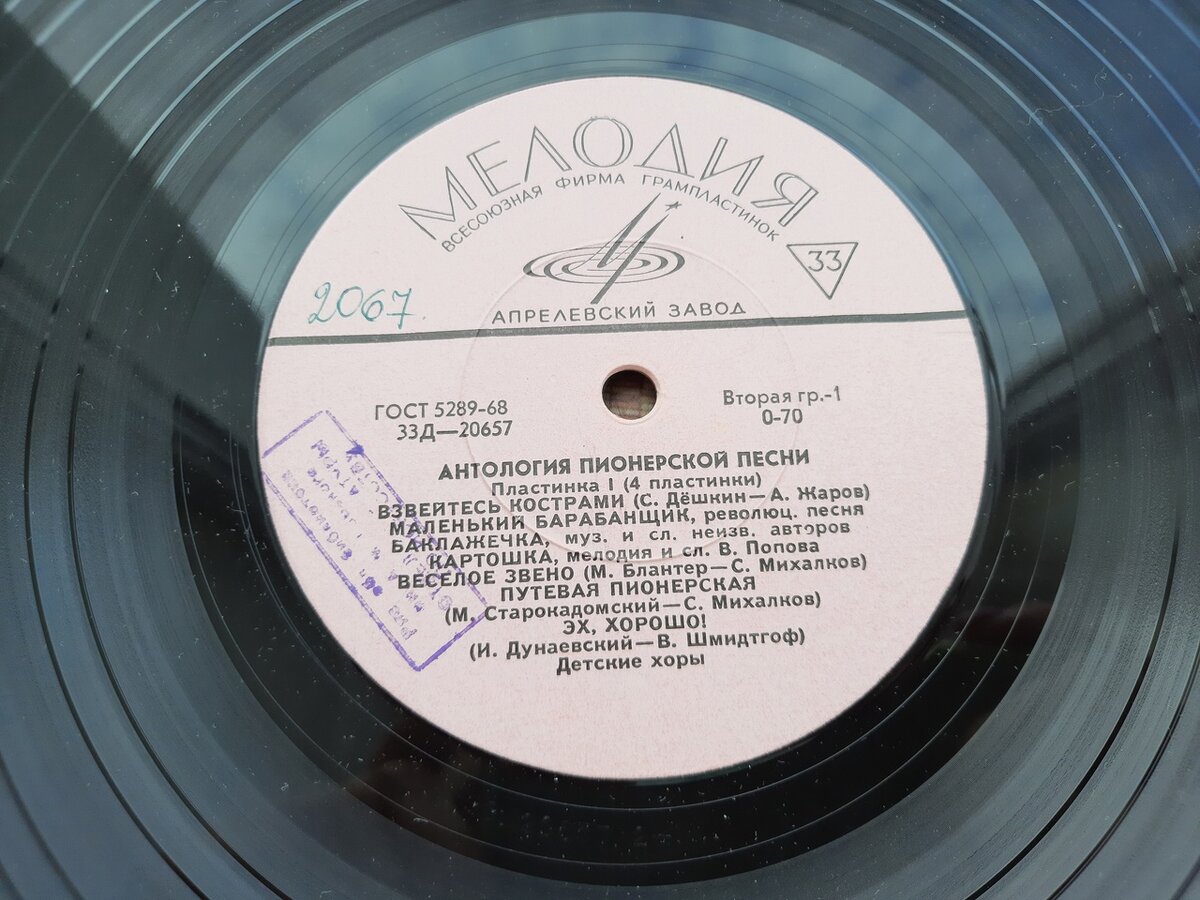 МЕЛОДИЯ
ВСЕСОЮЗНАЯ ФИРМА ГРАМПЛАСТИНОК
33
2067.
АПРЕЛЕВСКИЙ ЗАВОД
ГОСТ 5289-68
33Д—20657
Вторая гр.-1
0-70
АНТОЛОГИЯ ПИОНЕРСКОЙ ПЕСНИ
Пластинка I (4 пластинки)
ВЗВЕЙТЕСЬ КОСТРАМИ (С. Дёшкин—А. Жаров)
МАЛЕНЬКИЙ БАРАБАНЩИК, революц. песня
БАКЛАЖЕЧКА, муз. и сл. неизв. авторов
КАРТОШКА, мелодия и сл. В. Попова
ВЕСЕЛОЕ ЗВЕНО (М. Блантер—С. Михалков)
ПУТЕВАЯ ПИОНЕРСКАЯ
(М. Старокадомский—С. Михалков)
ЭХ, ХОРОШО!
(И. Дунаевский—В. Шмидтгоф)
Детские хоры